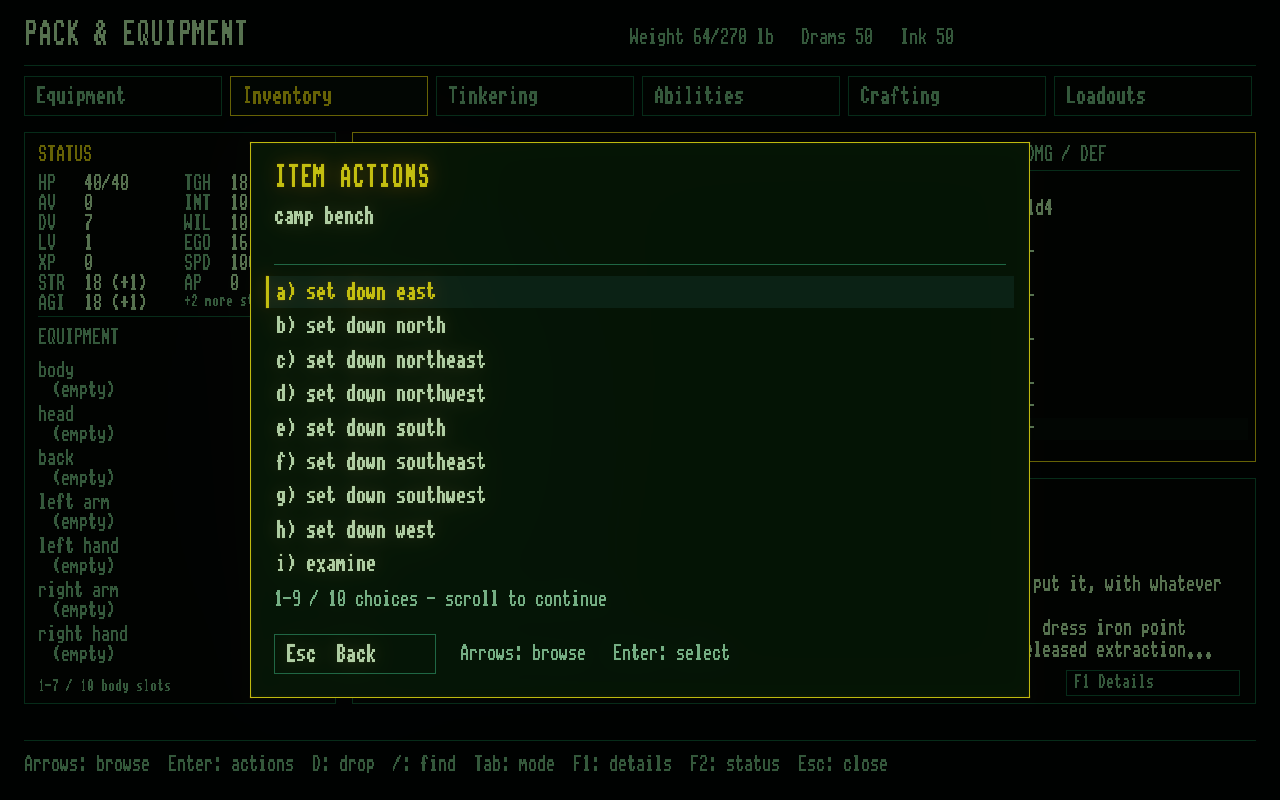 PACK & EQUIPMENT
Weight 64/270 lb Drams 50 Ink 50
Equipment Inventory Tinkering Abilities Crafting Loadouts
STATUS
HP 40/40 TGH 18
AV 0 INT 10
DV 7 WIL 10
LV 1 EGO 16
XP 0 SPD 10
STR 18 (+1) AP 0
AGI 18 (+1) +2 more
EQUIPMENT
body
(empty)
head
(empty)
back
(empty)
left arm
(empty)
left hand
(empty)
right arm
(empty)
right hand
(empty)
1-7 / 10 body slots
ITEM ACTIONS
camp bench
a) set down east
b) set down north
c) set down northeast
d) set down northwest
e) set down south
f) set down southeast
g) set down southwest
h) set down west
i) examine
1-9 / 10 choices - scroll to continue
Esc Back Arrows: browse Enter: select
DMG / DEF
1d4
put it, with whatever
dress iron point
extraction...
F1 Details
Arrows: browse Enter: actions D: drop /: find Tab: mode F1: details F2: status Esc: close